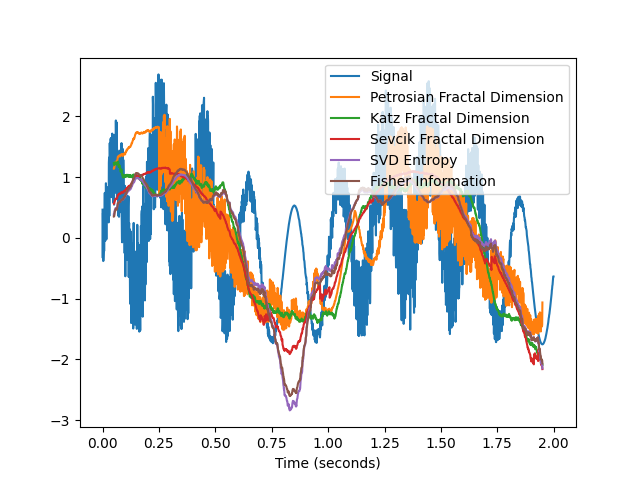 Signal
Petrosian Fractal Dimension
Katz Fractal Dimension
Sevcik Fractal Dimension
SVD Entropy
Fisher Information
2
1
0
−1
−2
−3
0.00 0.25 0.50 0.75 1.00 1.25 1.50 1.75 2.00
Time (seconds)